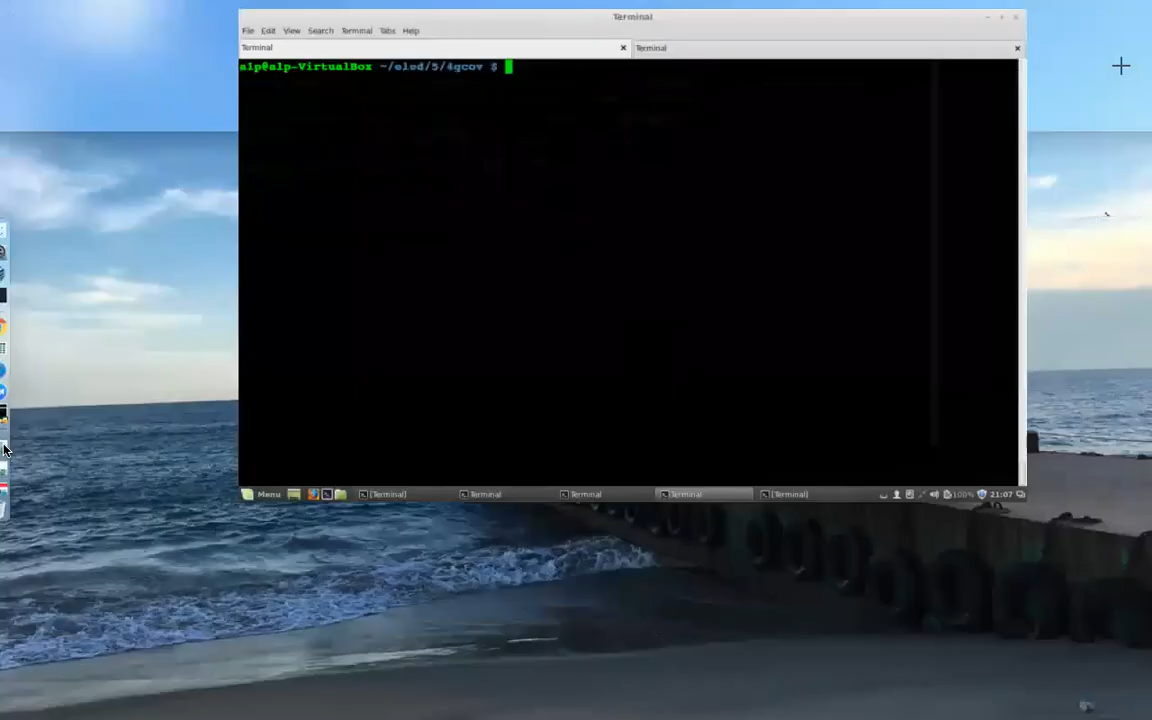 Terminal
File Edit View Search Terminal Tabs Help
Terminal Terminal
alp@alp-VirtualBox ~/elsd/5/4gcov $
Menu [Terminal] Terminal Terminal Terminal [Terminal] 100% 21:07